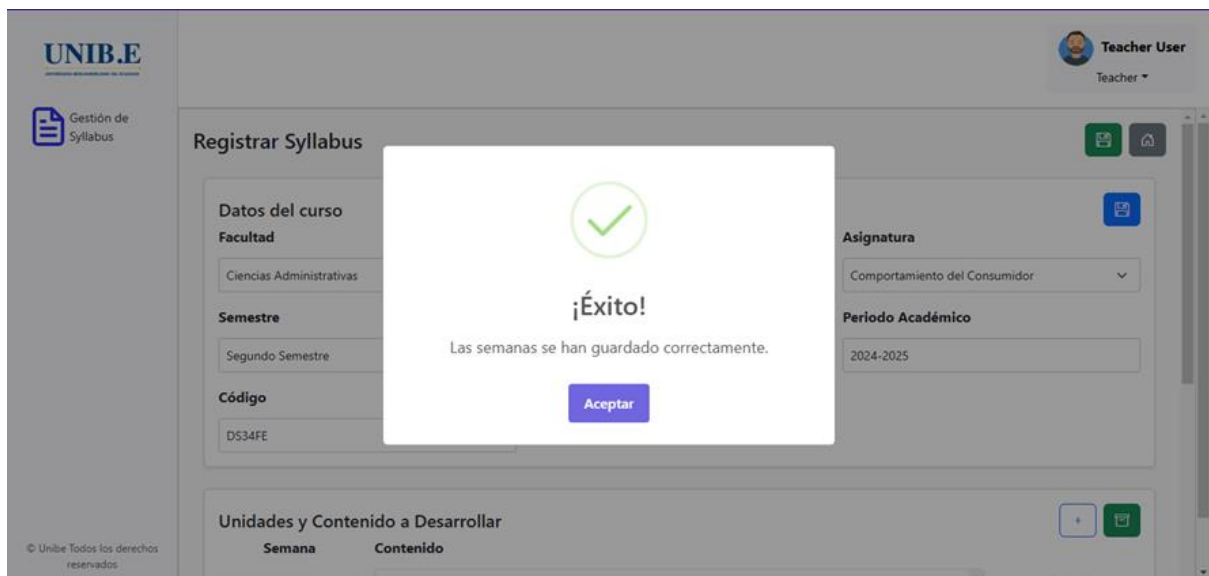 UNIB.E
Teacher User
Teacher
Gestión de
Syllabus
Registrar Syllabus
Datos del curso
Facultad
Asignatura
Ciencias Administrativas
Comportamiento del Consumidor
¡Éxito!
Semestre
Periodo Académico
Las semanas se han guardado correctamente.
Segundo Semestre
2024-2025
Código
Aceptar
DS34FE
Unidades y Contenido a Desarrollar
+
Semana Contenido
© Unibe Todos los derechos
reservados